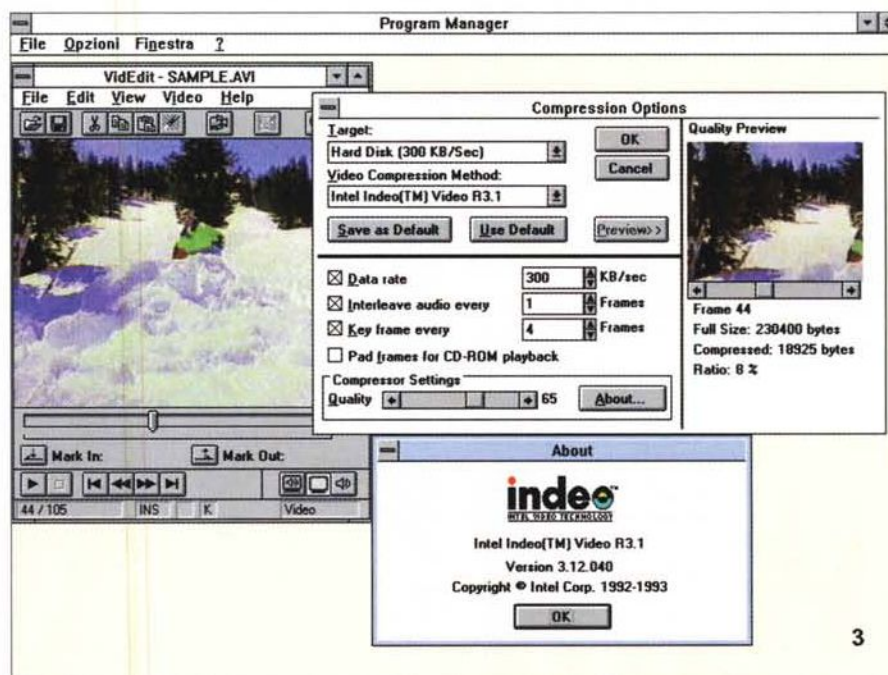 Program Manager
File Opzioni Finestra ?
VidEdit - SAMPLE.AVI
File Edit View Video Help
Mark In: Mark Out:
44 / 105 INS K Video
Compression Options
Target:
Hard Disk (300 KB/Sec)
Video Compression Method:
Intel Indeo(TM) Video R3.1
OK
Cancel
Save as Default Use Default Preview>>
Data rate 300 KB/sec
Interleave audio every 1 Frames
Key frame every 4 Frames
Pad frames for CD-ROM playback
Compressor Settings
Quality 65 About...
Quality Preview
Frame 44
Full Size: 230400 bytes
Compressed: 18925 bytes
Ratio: 8 %
About
indeo™
INTEL VIDEO TECHNOLOGY
Intel Indeo(TM) Video R3.1
Version 3.12.040
Copyright © Intel Corp. 1992-1993
OK
3